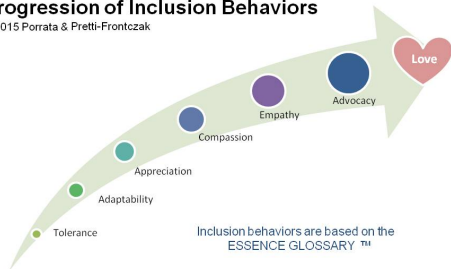 rogression of Inclusion Behaviors
015 Porrata & Pretti-Frontczak
Love
Advocacy
Empathy
Compassion
Appreciation
Adaptability
Tolerance
Inclusion behaviors are based on the
ESSENCE GLOSSARY ™